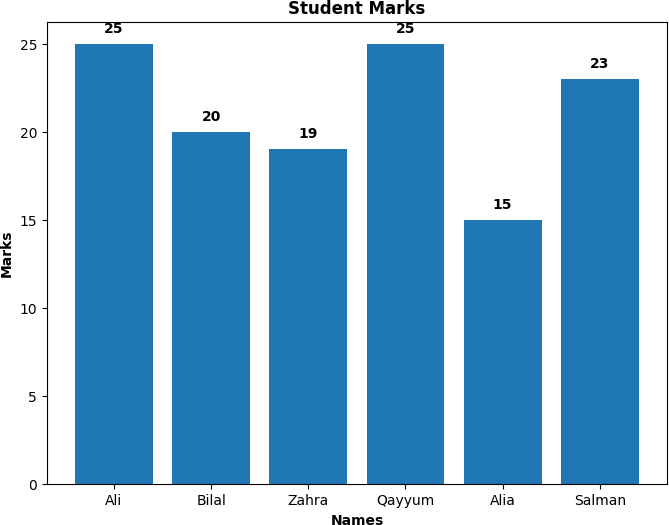 Student Marks
25
20
19
25
15
23
25
20
15
10
5
0
Marks
Ali
Bilal
Zahra
Qayyum
Alia
Salman
Names